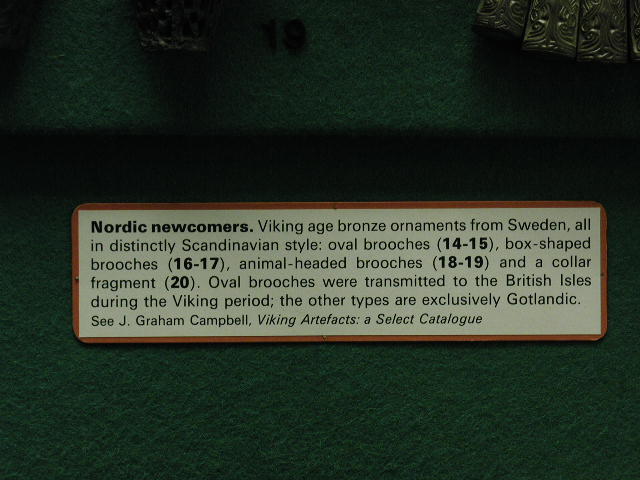 19
Nordic newcomers. Viking age bronze ornaments from Sweden, all
in distinctly Scandinavian style: oval brooches (14-15), box-shaped
brooches (16-17), animal-headed brooches (18-19) and a collar
fragment (20). Oval brooches were transmitted to the British Isles
during the Viking period; the other types are exclusively Gotlandic.
See J. Graham Campbell, Viking Artefacts: a Select Catalogue